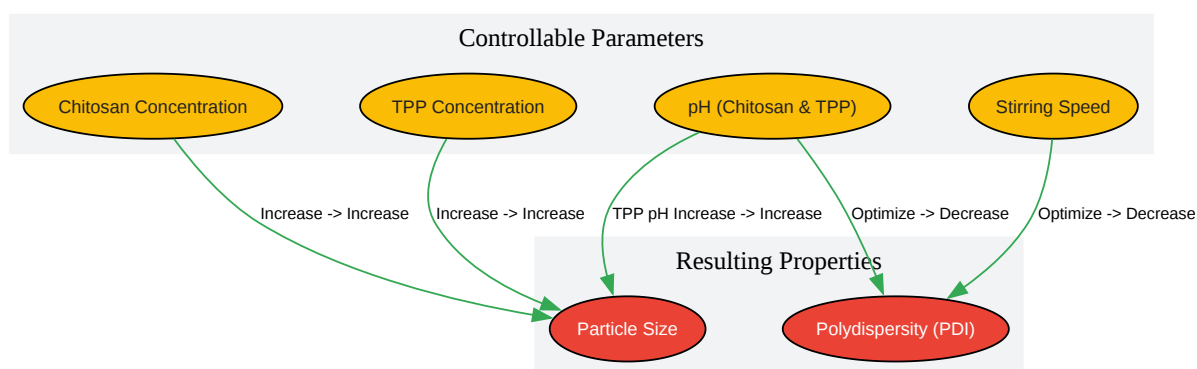 Controllable Parameters
Chitosan Concentration
TPP Concentration
pH (Chitosan & TPP)
Stirring Speed
Increase -> Increase
Increase -> Increase
TPP pH Increase -> Increase
Optimize -> Decrease
Optimize -> Decrease
Resulting Properties
Particle Size
Polydispersity (PDI)